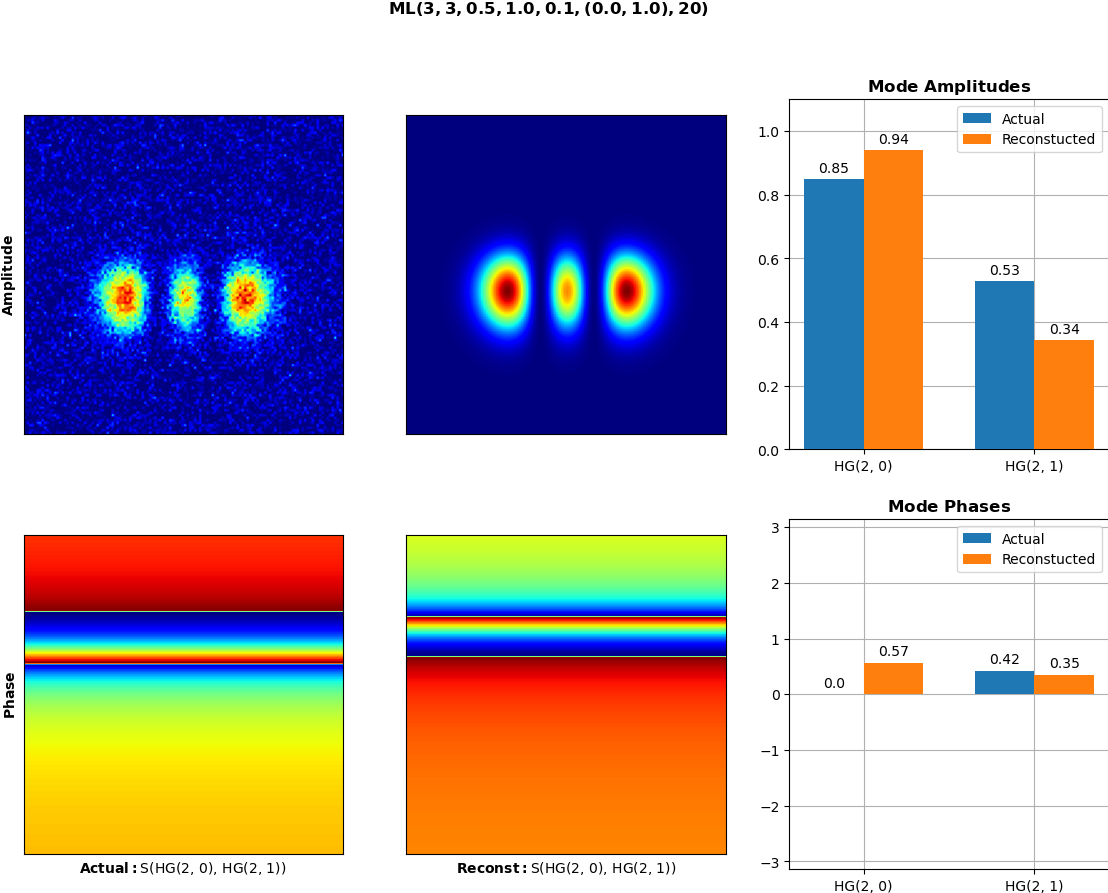 ML(3, 3, 0.5, 1.0, 0.1, (0.0, 1.0), 20)
Amplitude
Mode Amplitudes
Actual
Reconstucted
1.0
0.8
0.6
0.4
0.2
0.0
0.85
0.94
0.53
0.34
HG(2, 0)
HG(2, 1)
Phase
Actual: S(HG(2, 0), HG(2, 1))
Reconst: S(HG(2, 0), HG(2, 1))
Mode Phases
Actual
Reconstucted
3
2
1
0
−1
−2
−3
0.0
0.57
0.42
0.35
HG(2, 0)
HG(2, 1)